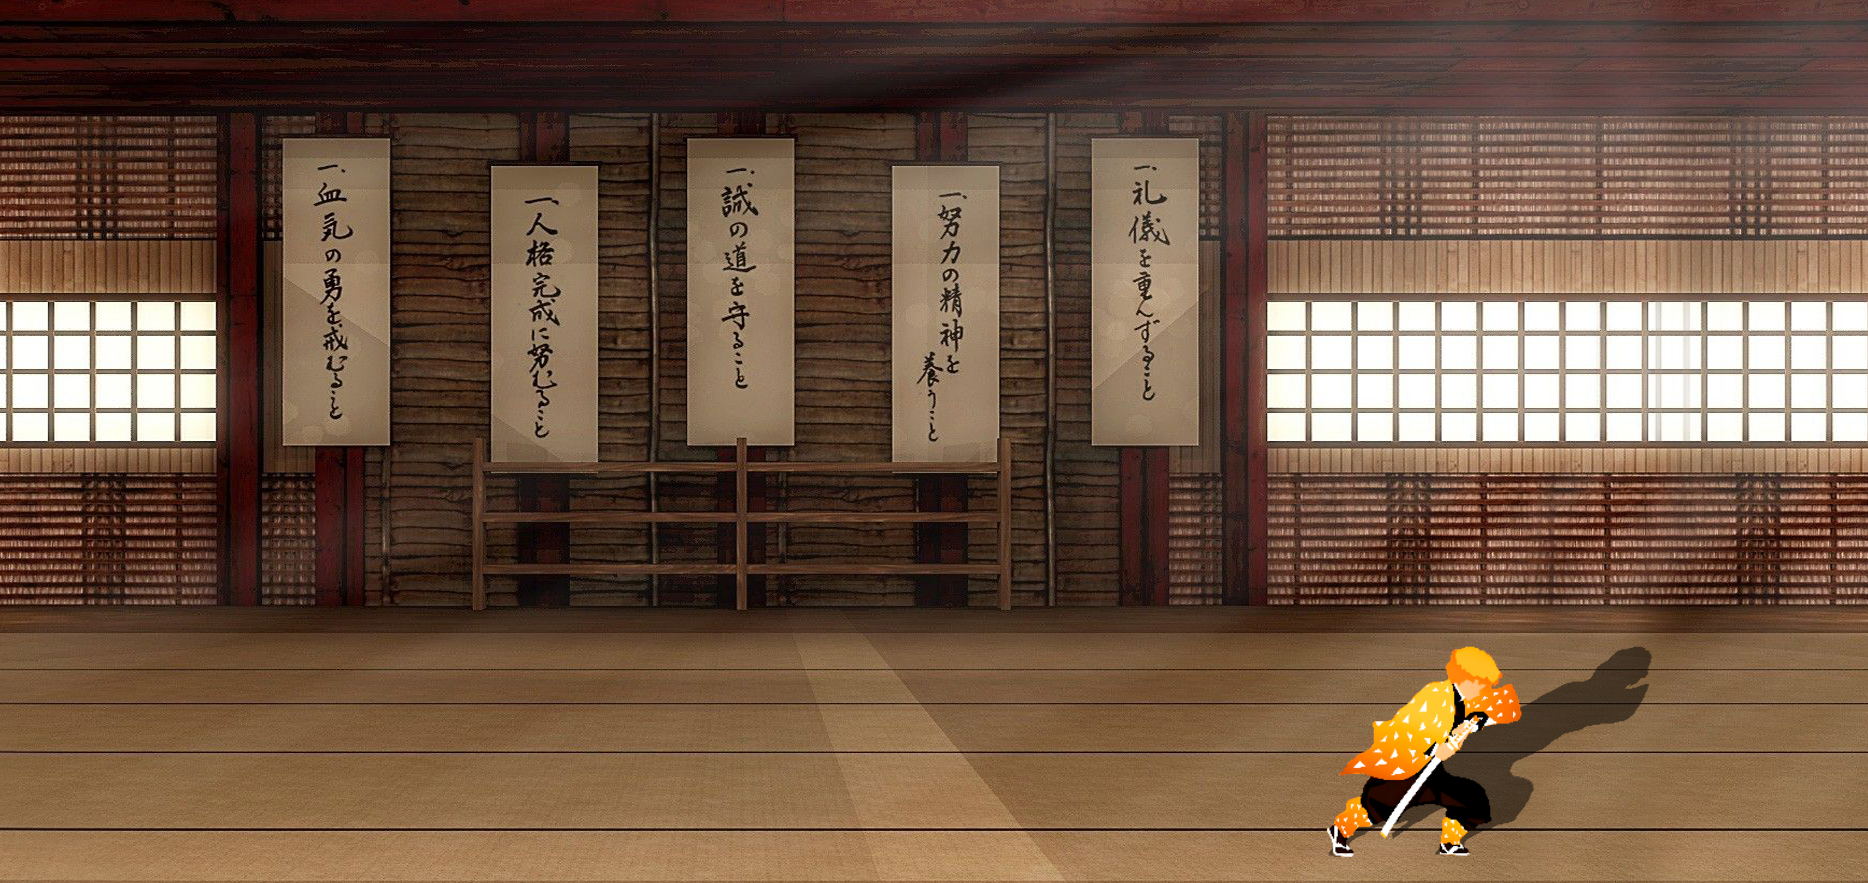 一、礼儀を重んずること
一、努力の精神を
養うこと
一、誠の道を守ること
一、人格完成に努むること
一、血気の勇を戒むること